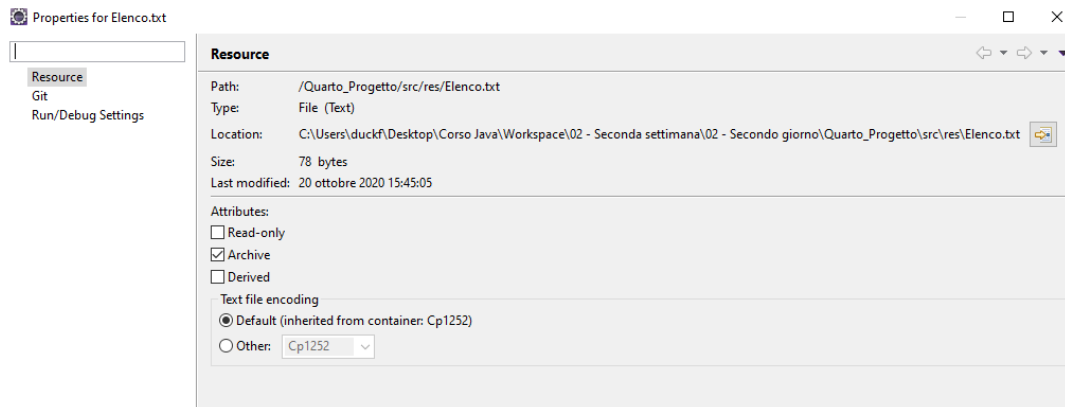 Properties for Elenco.txt
Resource
Git
Run/Debug Settings
Resource
Path: /Quarto_Progetto/src/res/Elenco.txt
Type: File (Text)
Location: C:\Users\duckf\Desktop\Corso Java\Workspace\02 - Seconda settimana\02 - Secondo giorno\Quarto_Progetto\src\res\Elenco.txt
Size: 78 bytes
Last modified: 20 ottobre 2020 15:45:05
Attributes:
Read-only
Archive
Derived
Text file encoding
Default (inherited from container: Cp1252)
Other: Cp1252